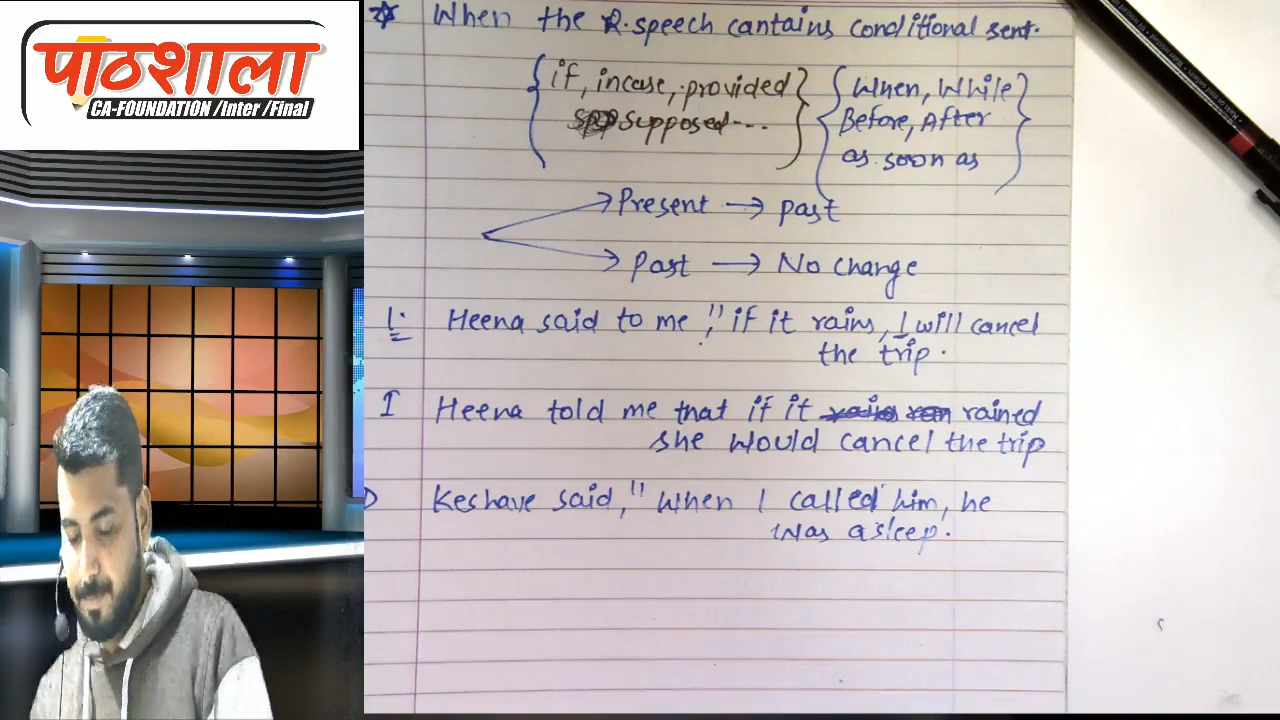 पाठशाला
CA-FOUNDATION /Inter /Final
When the R.speech cantains conditional sent.
{if, incase, provided
supposed...}
{When, While
Before, After
as soon as}
→ Present → past
→ Past → No change
1. Heena said to me ," if it rains, I will cancel
the trip.
I Heena told me that if it rained
she would cancel the trip
D Keshave said," When I called him, he
was asleep.